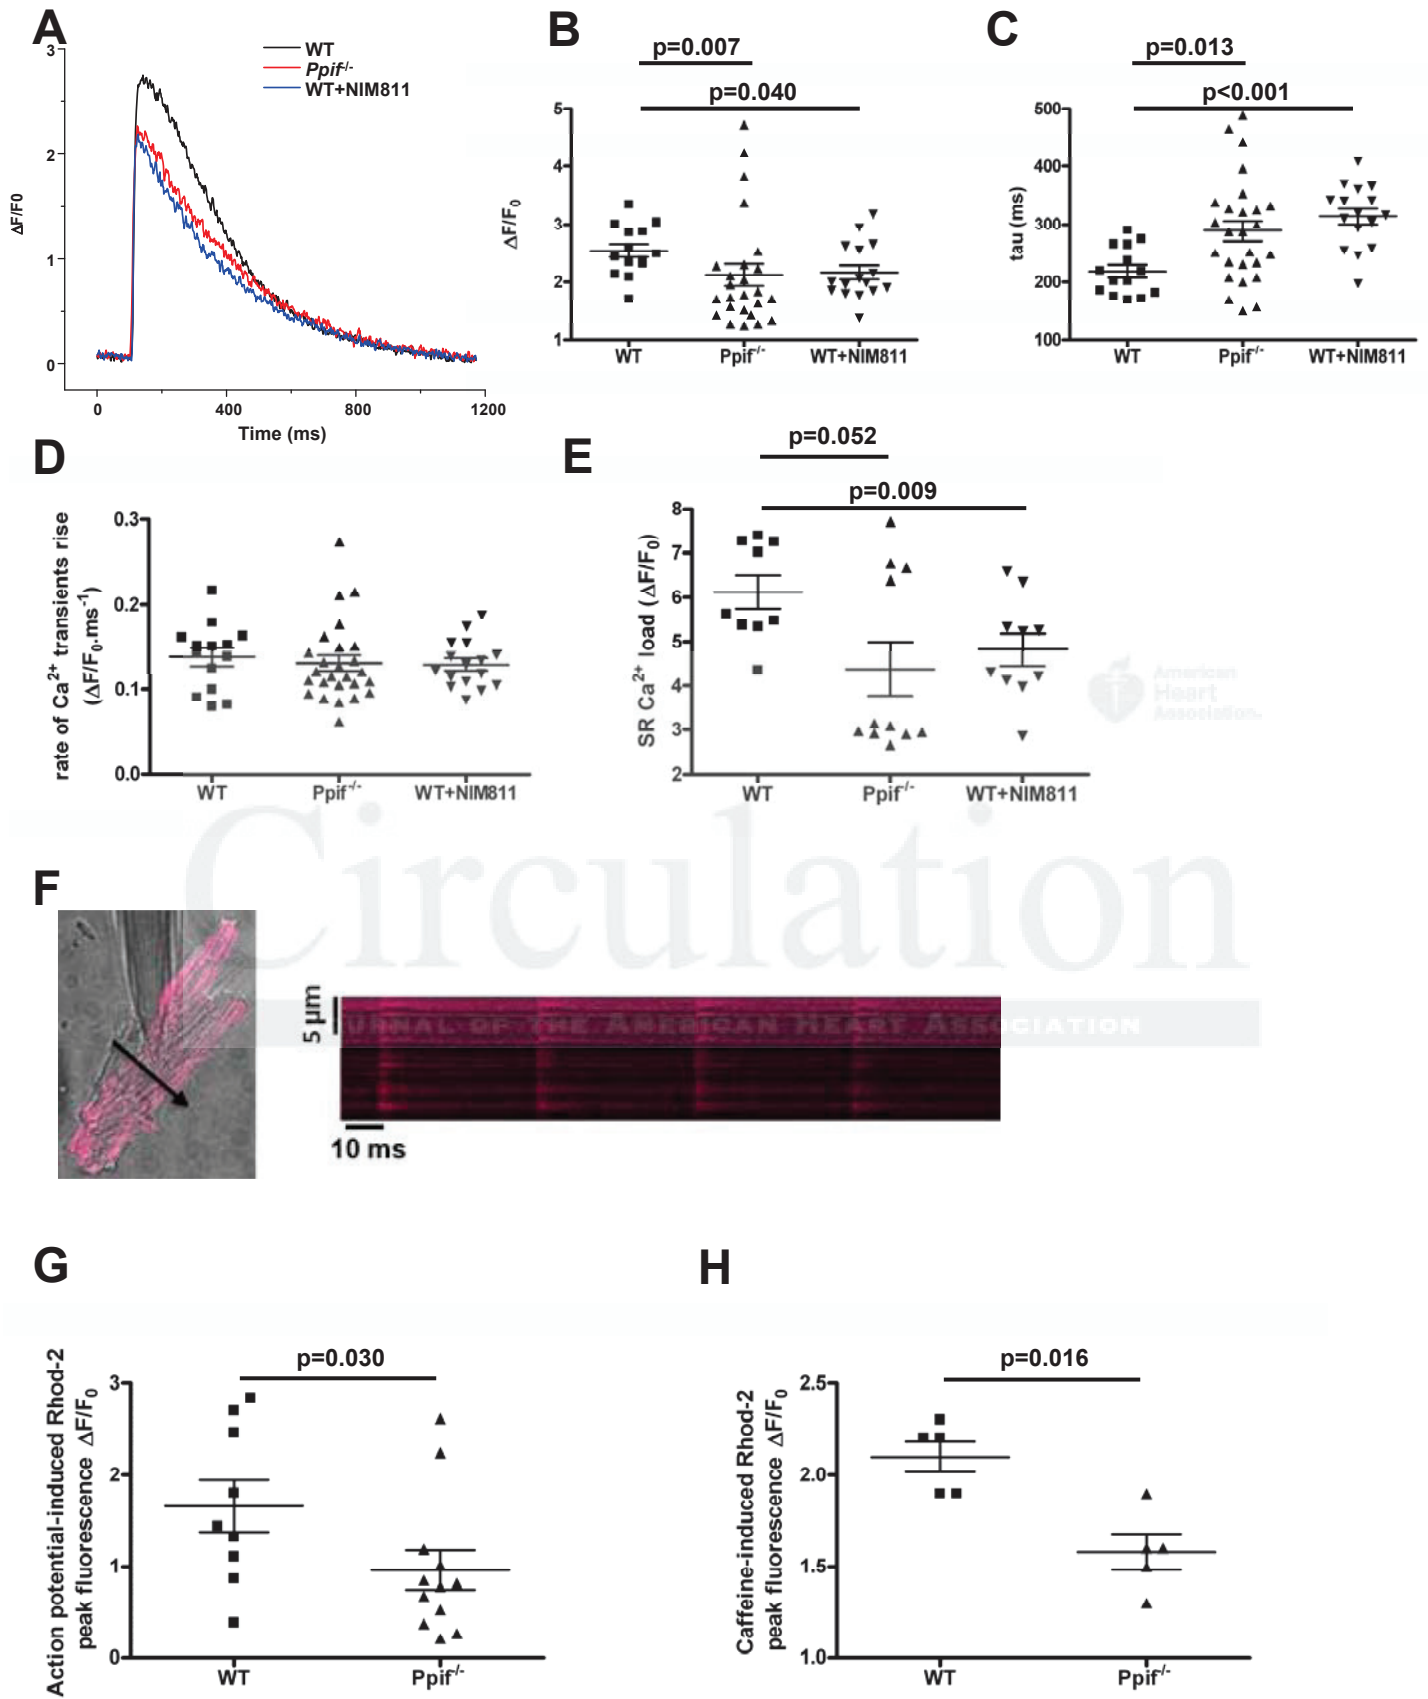 A
3
2
1
0
ΔF/F0
0 400 800 1200
Time (ms)
WT
Ppif-/-
WT+NIM811
B
p=0.007
p=0.040
5
4
3
2
1
ΔF/F0
WT Ppif-/- WT+NIM811
C
p=0.013
p<0.001
500
400
300
200
100
tau (ms)
WT Ppif-/- WT+NIM811
D
rate of Ca2+ transients rise
(ΔF/F0.ms-1)
0.3
0.2
0.1
0.0
WT Ppif-/- WT+NIM811
E
p=0.052
p=0.009
SR Ca2+ load (ΔF/F0)
8
7
6
5
4
3
2
WT Ppif-/- WT+NIM811
American
Heart
Association
Circulation
JOURNAL OF THE AMERICAN HEART ASSOCIATION
F
5 µm
10 ms
G
p=0.030
Action potential-induced Rhod-2
peak fluorescence ΔF/F0
3
2
1
0
WT Ppif-/-
H
p=0.016
Caffeine-induced Rhod-2
peak fluorescence ΔF/F0
2.5
2.0
1.5
1.0
WT Ppif-/-